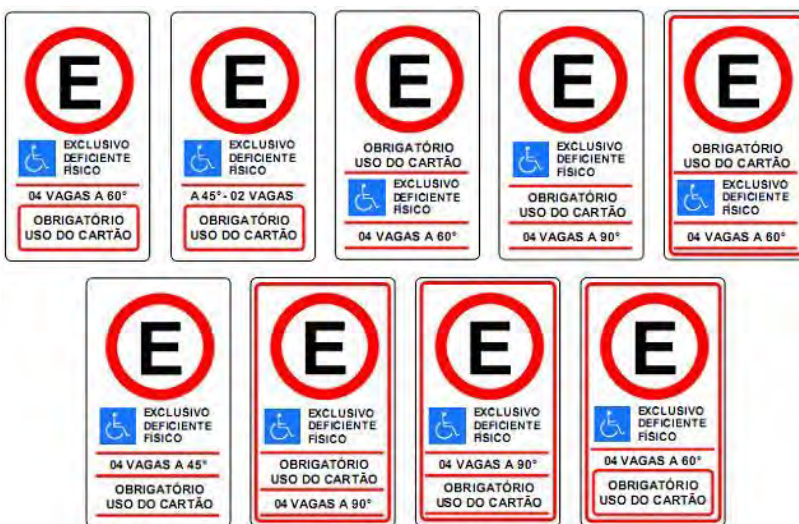 E
EXCLUSIVO
DEFICIENTE
FÍSICO
04 VAGAS A 60°
OBRIGATÓRIO
USO DO CARTÃO
E
EXCLUSIVO
DEFICIENTE
FÍSICO
A 45°- 02 VAGAS
OBRIGATÓRIO
USO DO CARTÃO
E
OBRIGATÓRIO
USO DO CARTÃO
EXCLUSIVO
DEFICIENTE
FÍSICO
04 VAGAS A 60°
E
EXCLUSIVO
DEFICIENTE
FÍSICO
OBRIGATÓRIO
USO DO CARTÃO
04 VAGAS A 90°
E
OBRIGATÓRIO
USO DO CARTÃO
EXCLUSIVO
DEFICIENTE
FÍSICO
04 VAGAS A 60°
E
EXCLUSIVO
DEFICIENTE
FÍSICO
04 VAGAS A 45°
OBRIGATÓRIO
USO DO CARTÃO
E
EXCLUSIVO
DEFICIENTE
FÍSICO
OBRIGATÓRIO
USO DO CARTÃO
04 VAGAS A 90°
E
EXCLUSIVO
DEFICIENTE
FÍSICO
04 VAGAS A 90°
OBRIGATÓRIO
USO DO CARTÃO
E
EXCLUSIVO
DEFICIENTE
FÍSICO
04 VAGAS A 60°
OBRIGATÓRIO
USO DO CARTÃO